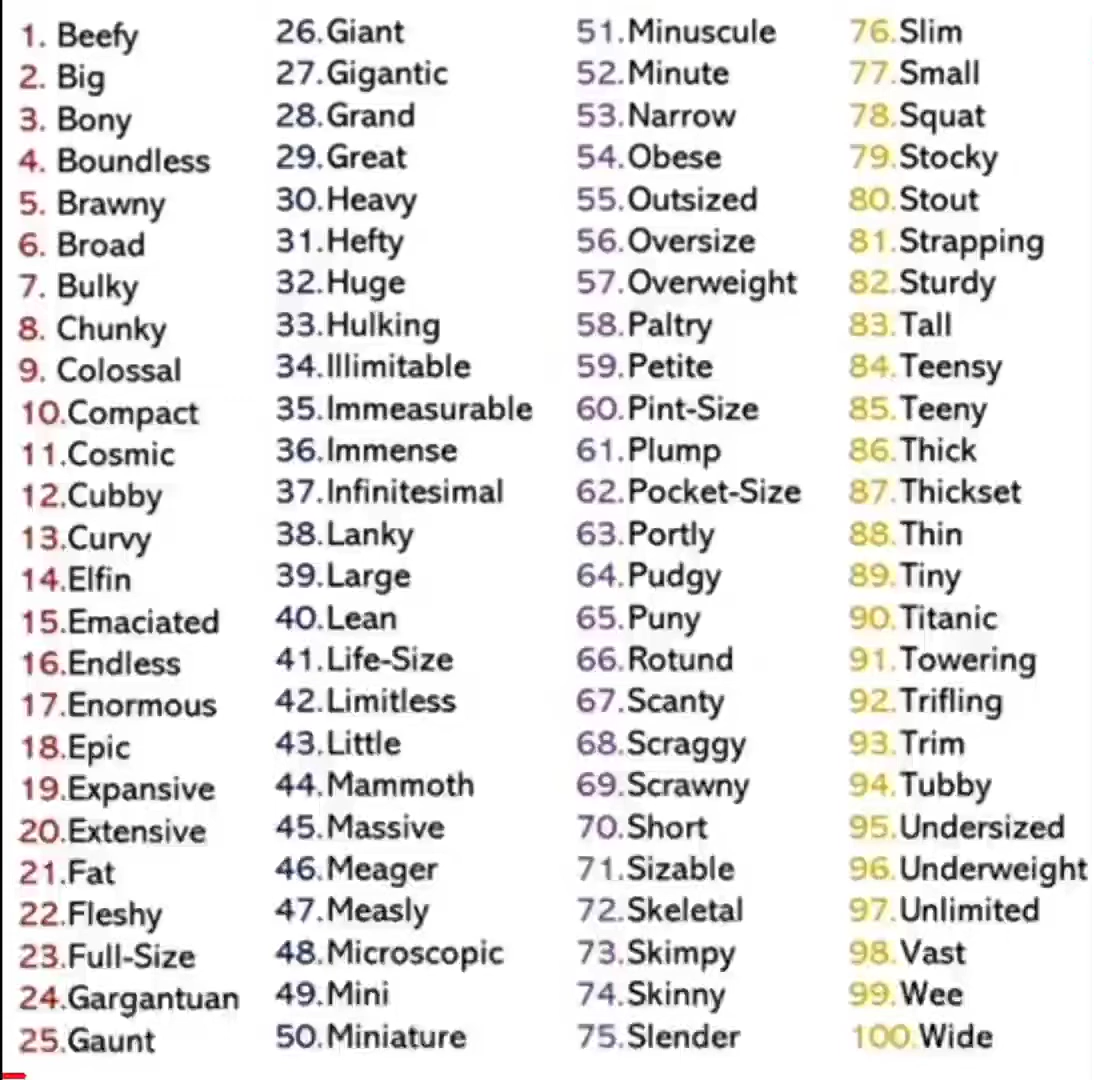 1. Beefy
2. Big
3. Bony
4. Boundless
5. Brawny
6. Broad
7. Bulky
8. Chunky
9. Colossal
10.Compact
11.Cosmic
12.Cubby
13.Curvy
14.Elfin
15.Emaciated
16.Endless
17.Enormous
18.Epic
19.Expansive
20.Extensive
21.Fat
22.Fleshy
23.Full-Size
24.Gargantuan
25.Gaunt
26.Giant
27.Gigantic
28.Grand
29.Great
30.Heavy
31.Hefty
32.Huge
33.Hulking
34.Illimitable
35.Immeasurable
36.Immense
37.Infinitesimal
38.Lanky
39.Large
40.Lean
41.Life-Size
42.Limitless
43.Little
44.Mammoth
45.Massive
46.Meager
47.Measly
48.Microscopic
49.Mini
50.Miniature
51.Minuscule
52.Minute
53.Narrow
54.Obese
55.Outsized
56.Oversize
57.Overweight
58.Paltry
59.Petite
60.Pint-Size
61.Plump
62.Pocket-Size
63.Portly
64.Pudgy
65.Puny
66.Rotund
67.Scanty
68.Scraggy
69.Scrawny
70.Short
71.Sizable
72.Skeletal
73.Skimpy
74.Skinny
75.Slender
76.Slim
77.Small
78.Squat
79.Stocky
80.Stout
81.Strapping
82.Sturdy
83.Tall
84.Teensy
85.Teeny
86.Thick
87.Thickset
88.Thin
89.Tiny
90.Titanic
91.Towering
92.Trifling
93.Trim
94.Tubby
95.Undersized
96.Underweight
97.Unlimited
98.Vast
99.Wee
100.Wide